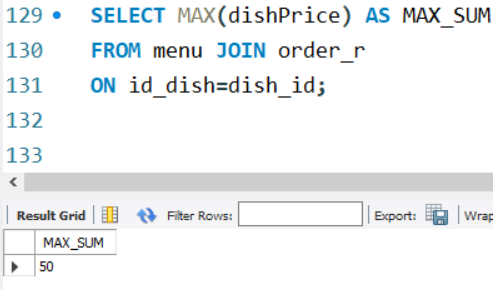 129 SELECT MAX(dishPrice) AS MAX_SUM
130 FROM menu JOIN order_r
131 ON id_dish=dish_id;
132
133
Result Grid Filter Rows: Export: Wrap
MAX_SUM
50